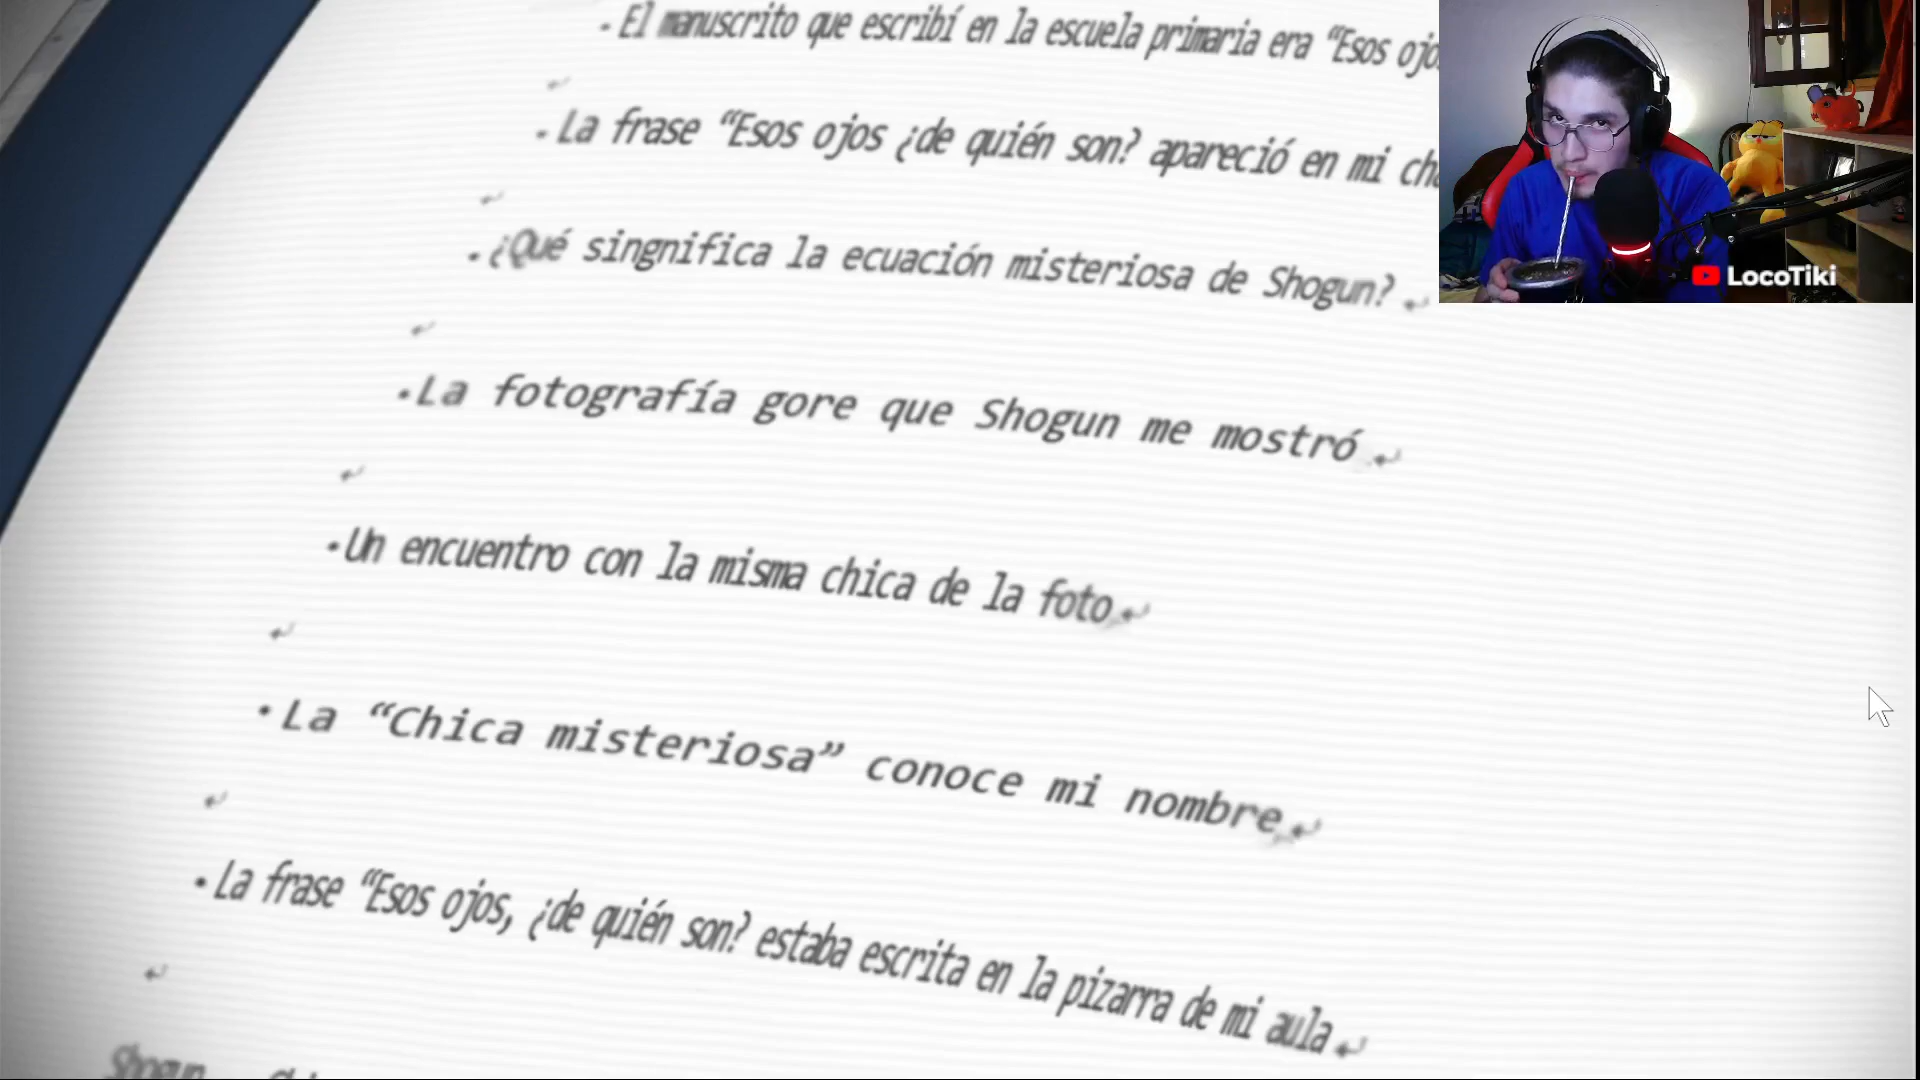 - El manuscrito que escribí en la escuela primaria era “Esos
- La frase “Esos ojos ¿de quién son? apareció en mi
• ¿Qué singnifica la ecuación misteriosa de Shogun?
• La fotografía gore que Shogun me mostró
• Un encuentro con la misma chica de la foto
• La “Chica misteriosa” conoce mi nombre
• La frase “Esos ojos, ¿de quién son? estaba escrita en la pizarra de mi aula
Shogun
LocoTiki